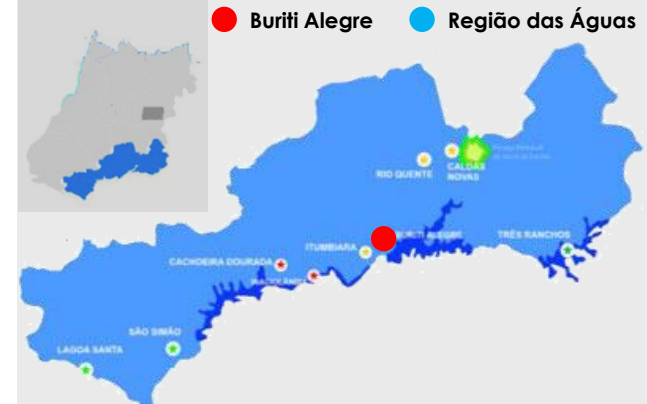 Buriti Alegre
Região das Águas
RIO QUENTE
CALDAS
NOVAS
BURITI ALEGRE
TRÊS RANCHOS
ITUMBIARA
CACHOEIRA DOURADA
SÃO SIMÃO
LAGOA SANTA